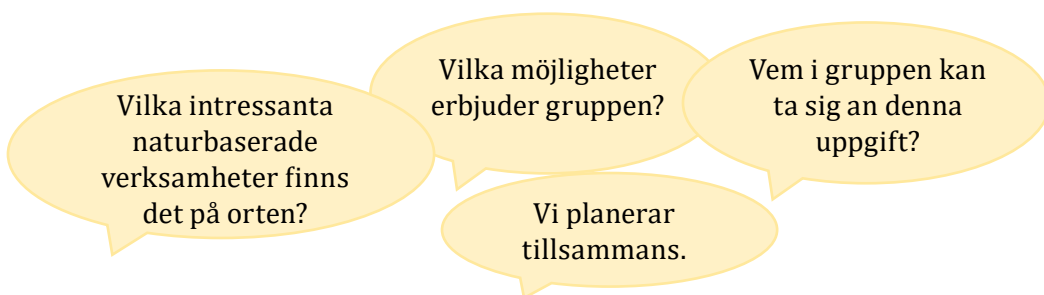 Vilka intressanta
naturbaserade
verksamheter finns
det på orten?
Vilka möjligheter
erbjuder gruppen?
Vem i gruppen kan
ta sig an denna
uppgift?
Vi planerar
tillsammans.